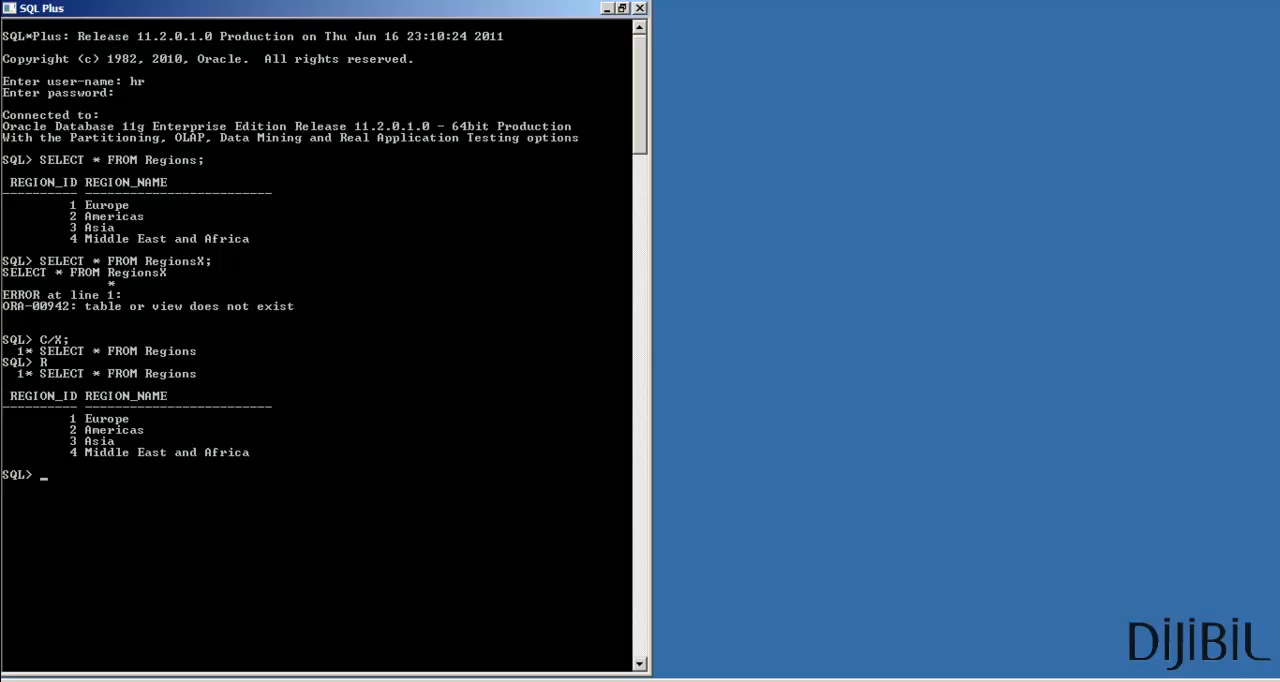 SQL Plus
SQL*Plus: Release 11.2.0.1.0 Production on Thu Jun 16 23:10:24 2011
Copyright (c) 1982, 2010, Oracle.  All rights reserved.
Enter user-name: hr
Enter password:
Connected to:
Oracle Database 11g Enterprise Edition Release 11.2.0.1.0 - 64bit Production
With the Partitioning, OLAP, Data Mining and Real Application Testing options
SQL> SELECT * FROM Regions;
REGION_ID REGION_NAME
---------- -------------------------
1 Europe
2 Americas
3 Asia
4 Middle East and Africa
SQL> SELECT * FROM RegionsX;
SELECT * FROM RegionsX
*
ERROR at line 1:
ORA-00942: table or view does not exist
SQL> C/X;
1* SELECT * FROM Regions
SQL> R
1* SELECT * FROM Regions
REGION_ID REGION_NAME
---------- -------------------------
1 Europe
2 Americas
3 Asia
4 Middle East and Africa
SQL> _
DiJiBiL